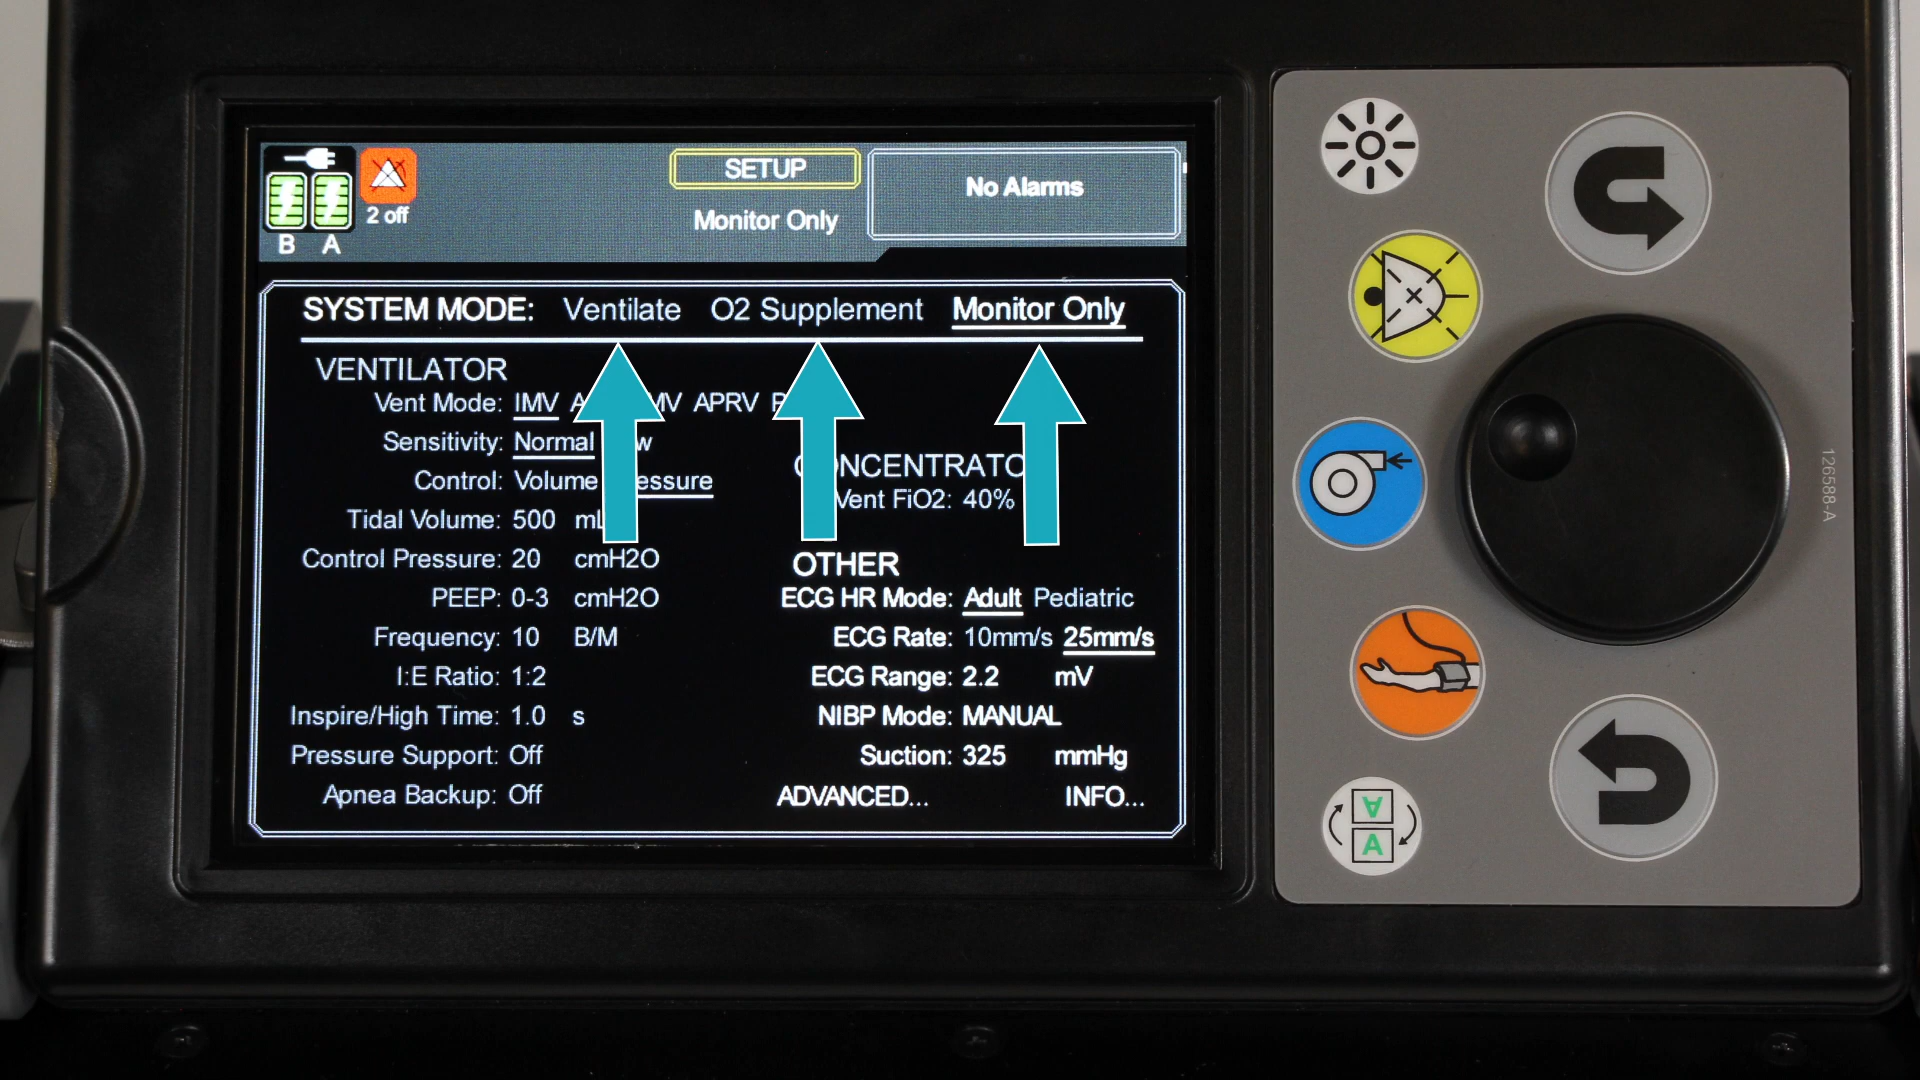 SETUP
No Alarms
2 off
Monitor Only
B A
SYSTEM MODE: Ventilate O2 Supplement Monitor Only
VENTILATOR
Vent Mode: IMV APRV
Sensitivity: Normal
CONCENTRATOR
Control: Volume Pressure
Vent FiO2: 40%
Tidal Volume: 500 mL
Control Pressure: 20 cmH2O
OTHER
PEEP: 0-3 cmH2O
ECG HR Mode: Adult Pediatric
Frequency: 10 B/M
ECG Rate: 10mm/s 25mm/s
I:E Ratio: 1:2
ECG Range: 2.2 mV
Inspire/High Time: 1.0 s
NIBP Mode: MANUAL
Pressure Support: Off
Suction: 325 mmHg
Apnea Backup: Off
ADVANCED... INFO...
A
A
126588-A